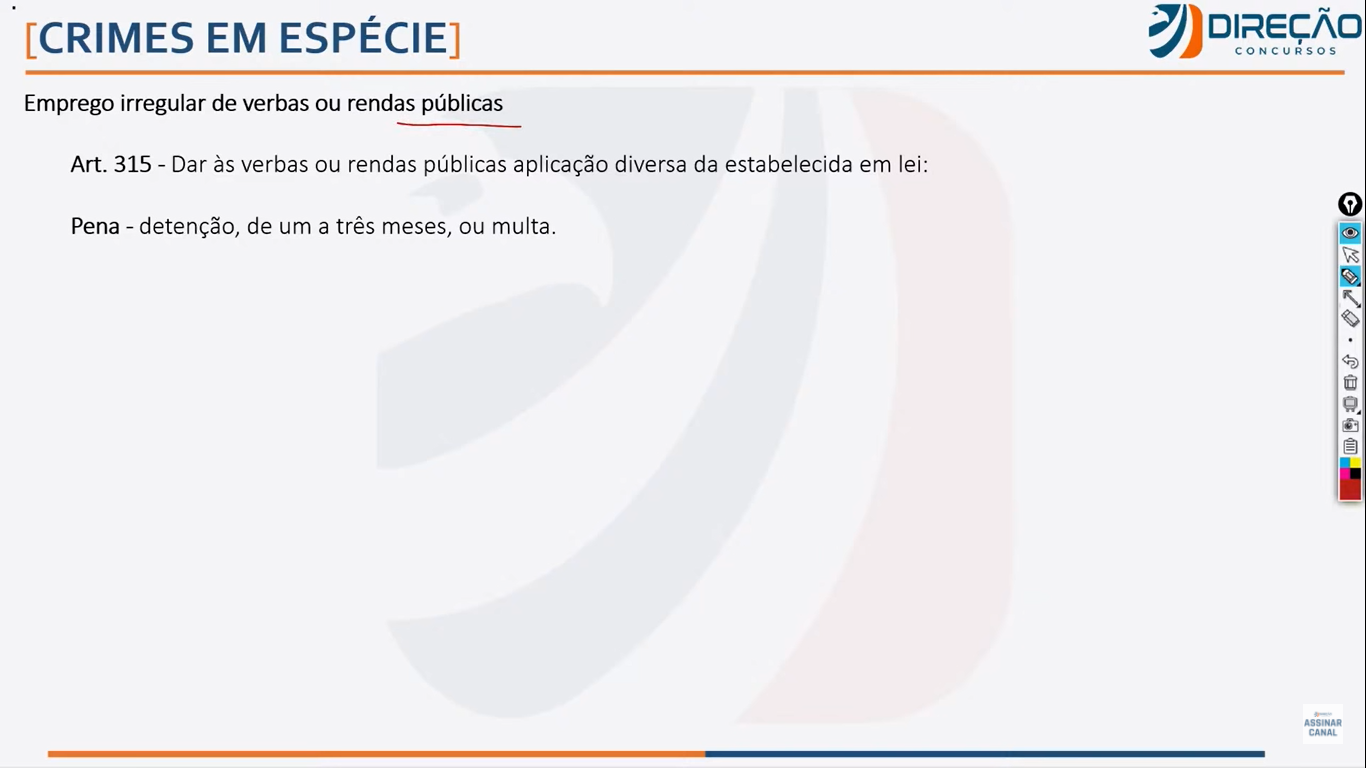 [CRIMES EM ESPÉCIE]
DIREÇÃO
CONCURSOS
Emprego irregular de verbas ou rendas públicas
Art. 315 - Dar às verbas ou rendas públicas aplicação diversa da estabelecida em lei:
Pena - detenção, de um a três meses, ou multa.
ASSINAR
CANAL